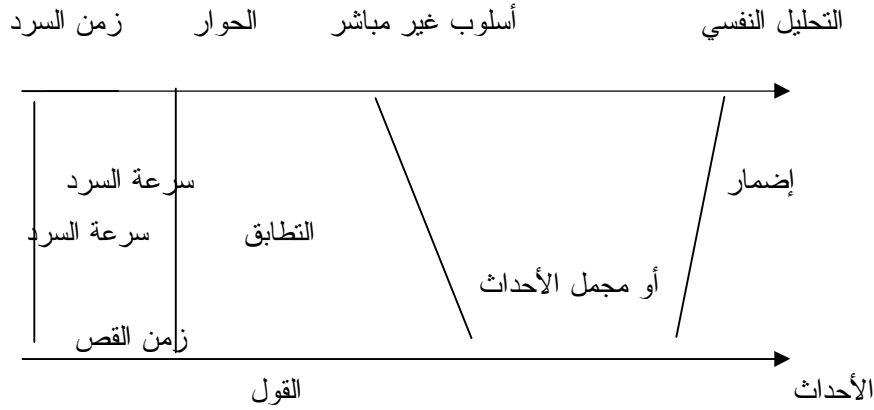 زمن السرد الحوار أسلوب غير مباشر التحليل النفسي
سرعة السرد إضمار
سرعة السرد التطابق
أو مجمل الأحداث
زمن القص
القول الأحداث